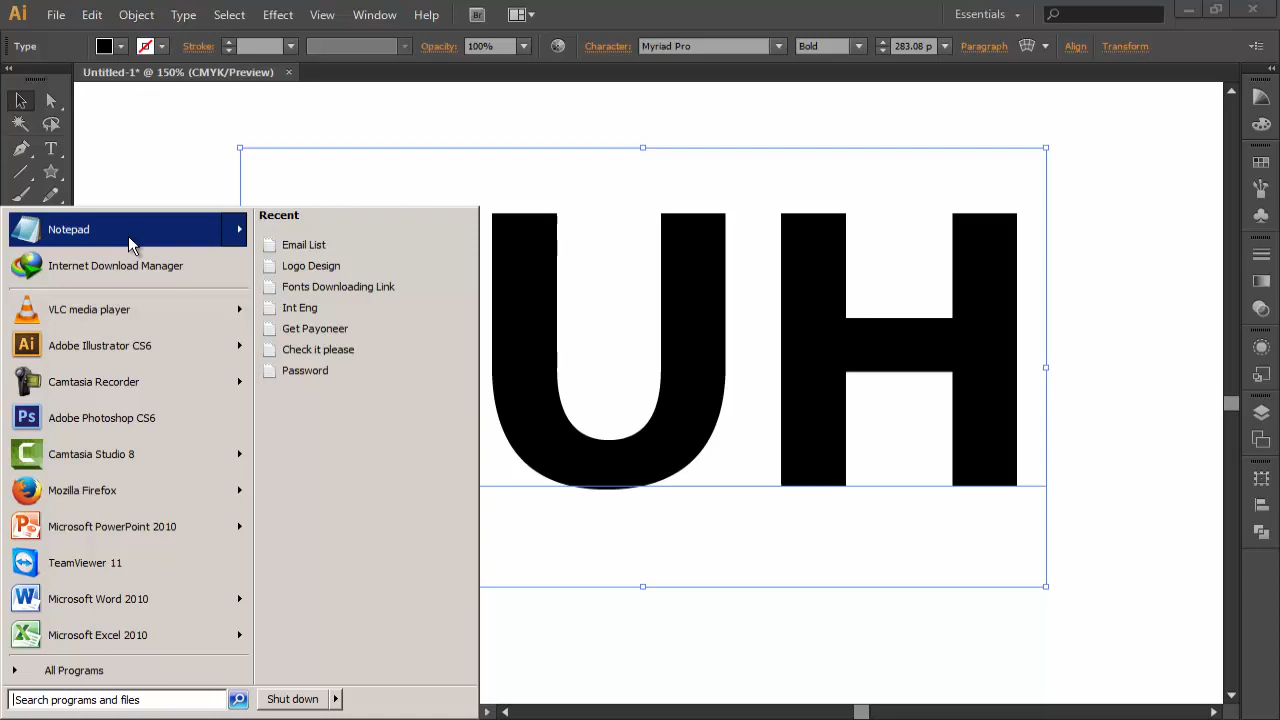 Ai File Edit Object Type Select Effect View Window Help Br Essentials
Type Stroke: Opacity: 100% Character: Myriad Pro Bold 283.08 p Paragraph Align Transform
Untitled-1* @ 150% (CMYK/Preview)
UH
Notepad
Internet Download Manager
VLC media player
Adobe Illustrator CS6
Camtasia Recorder
Adobe Photoshop CS6
Camtasia Studio 8
Mozilla Firefox
Microsoft PowerPoint 2010
TeamViewer 11
Microsoft Word 2010
Microsoft Excel 2010
All Programs
Search programs and files
Recent
Email List
Logo Design
Fonts Downloading Link
Int Eng
Get Payoneer
Check it please
Password
Shut down